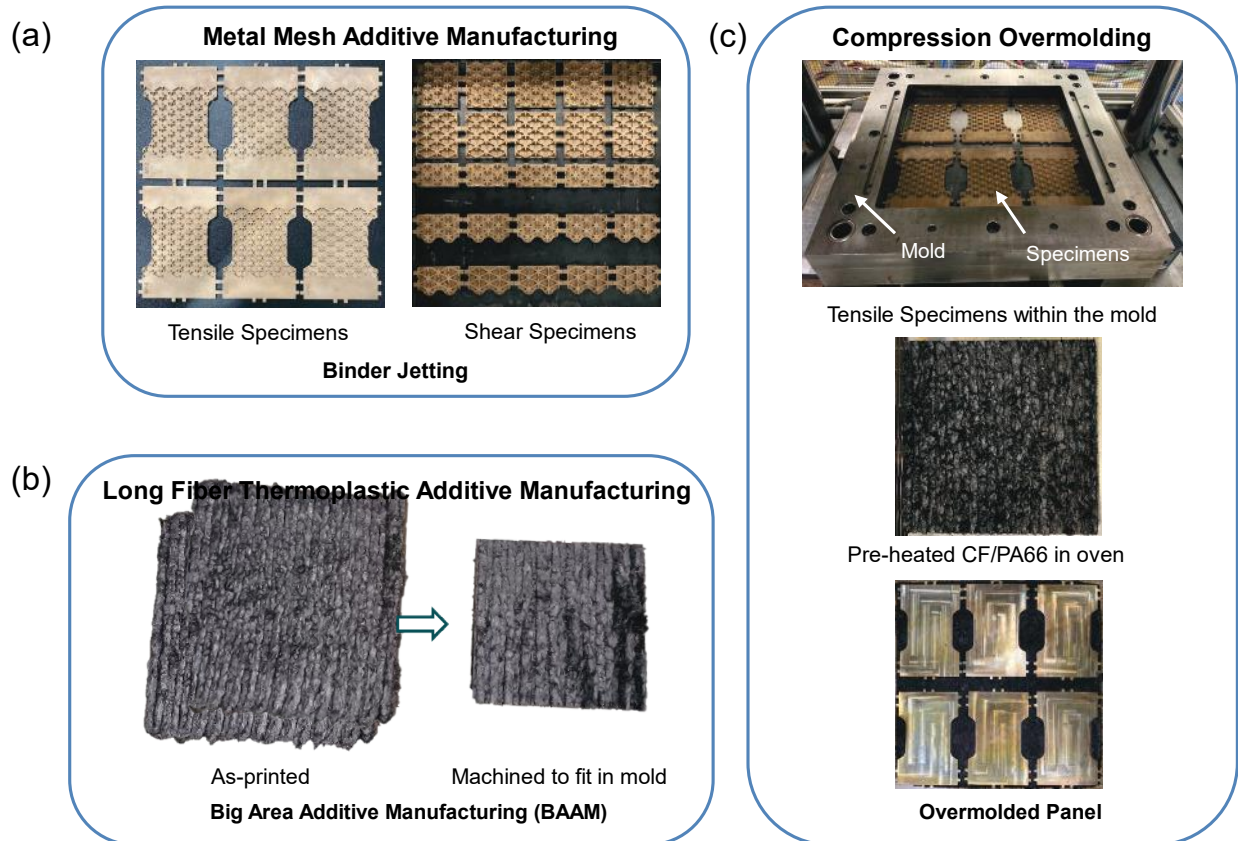 (a)
Metal Mesh Additive Manufacturing
Tensile Specimens
Shear Specimens
Binder Jetting
(b)
Long Fiber Thermoplastic Additive Manufacturing
As-printed
Machined to fit in mold
Big Area Additive Manufacturing (BAAM)
(c)
Compression Overmolding
Mold
Specimens
Tensile Specimens within the mold
Pre-heated CF/PA66 in oven
Overmolded Panel